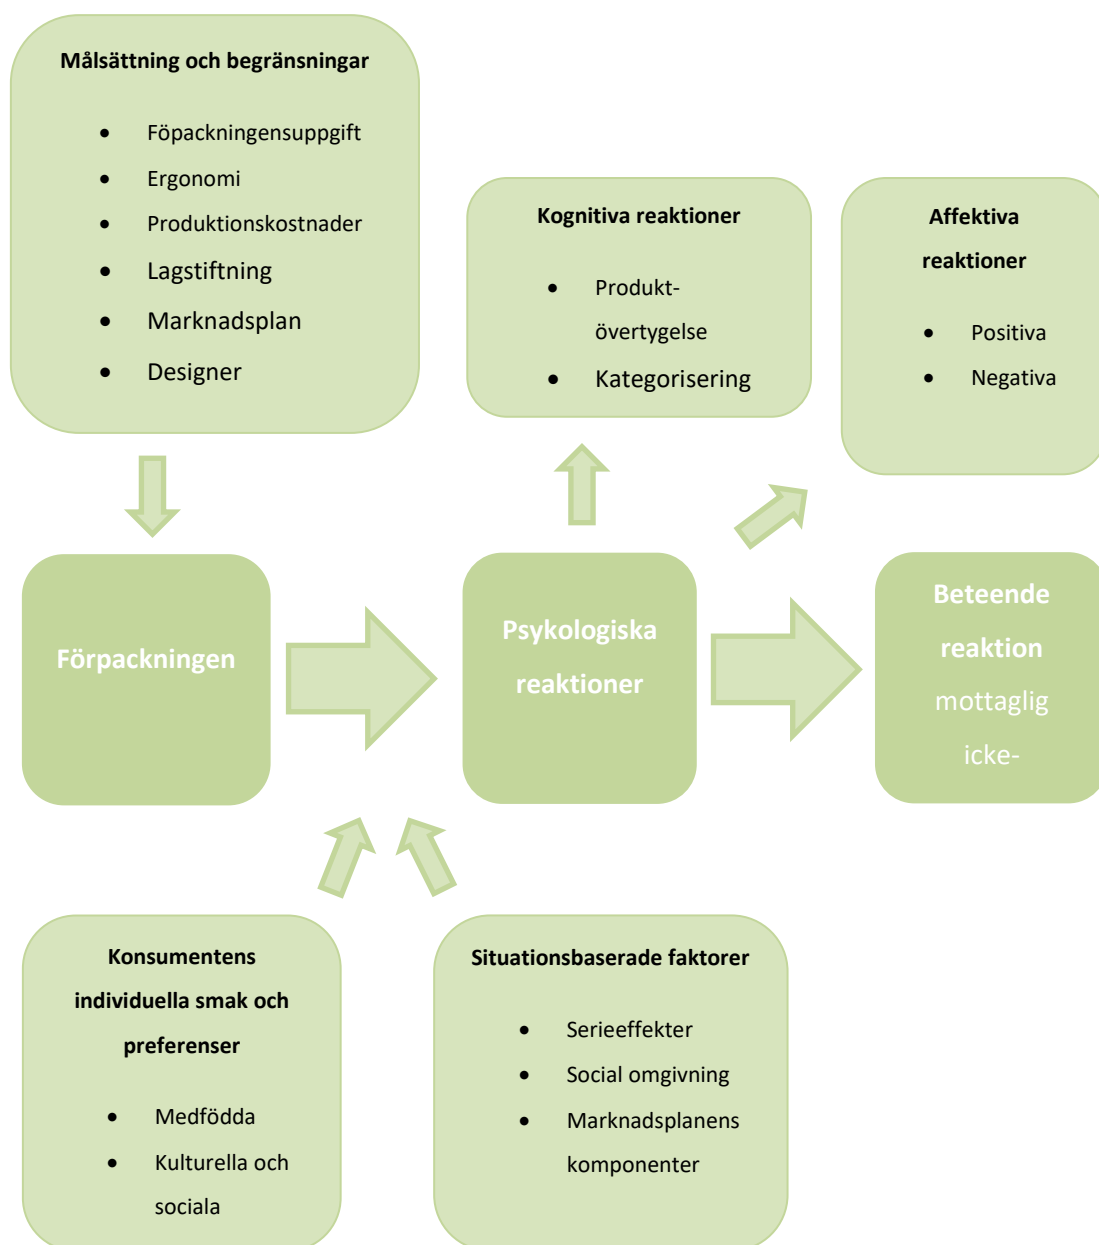 Målsättning och begränsningar
• Föpackningensuppgift
• Ergonomi
• Produktionskostnader
• Lagstiftning
• Marknadsplan
• Designer
Kognitiva reaktioner
• Produkt-
övertygelse
• Kategorisering
Affektiva
reaktioner
• Positiva
• Negativa
Förpackningen
Psykologiska
reaktioner
Beteende
reaktion
mottaglig
icke-
Konsumentens
individuella smak och
preferenser
• Medfödda
• Kulturella och
sociala
Situationsbaserade faktorer
• Serieeffekter
• Social omgivning
• Marknadsplanens
komponenter